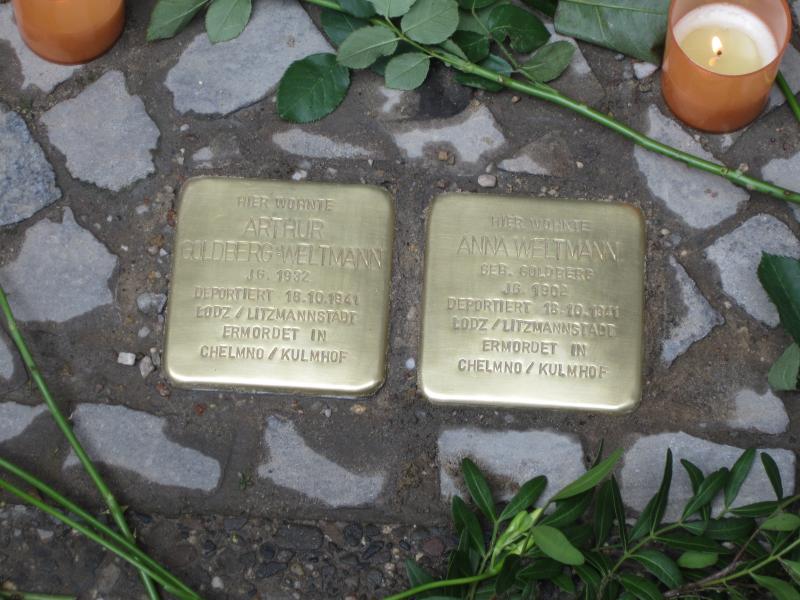 HIER WOHNTE
ARTHUR
GOLDBERG-WELTMANN
JG. 1932
DEPORTIERT 18.10.1941
LODZ / LITZMANNSTADT
ERMORDET IN
CHELMNO / KULMHOF
HIER WOHNTE
ANNA WELTMANN
GEB. GOLDBERG
JG. 1902
DEPORTIERT 18.10.1941
LODZ / LITZMANNSTADT
ERMORDET IN
CHELMNO / KULMHOF